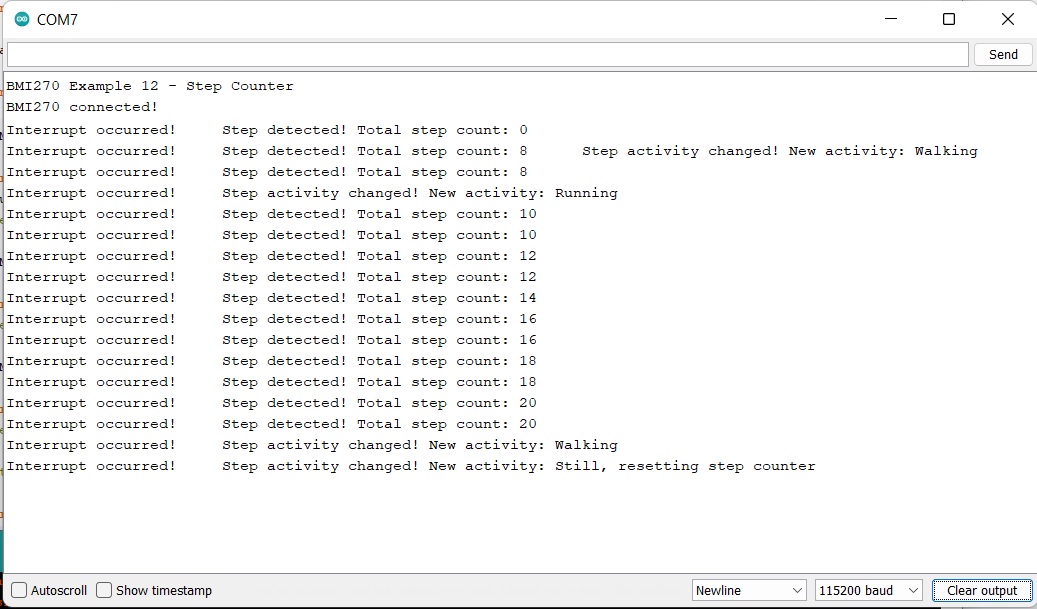 COM7
Send
BMI270 Example 12 - Step Counter
BMI270 connected!
Interrupt occurred!     Step detected! Total step count: 0
Interrupt occurred!     Step detected! Total step count: 8      Step activity changed! New activity: Walking
Interrupt occurred!     Step detected! Total step count: 8
Interrupt occurred!     Step activity changed! New activity: Running
Interrupt occurred!     Step detected! Total step count: 10
Interrupt occurred!     Step detected! Total step count: 10
Interrupt occurred!     Step detected! Total step count: 12
Interrupt occurred!     Step detected! Total step count: 12
Interrupt occurred!     Step detected! Total step count: 14
Interrupt occurred!     Step detected! Total step count: 16
Interrupt occurred!     Step detected! Total step count: 16
Interrupt occurred!     Step detected! Total step count: 18
Interrupt occurred!     Step detected! Total step count: 18
Interrupt occurred!     Step detected! Total step count: 20
Interrupt occurred!     Step detected! Total step count: 20
Interrupt occurred!     Step activity changed! New activity: Walking
Interrupt occurred!     Step activity changed! New activity: Still, resetting step counter
Autoscroll Show timestamp Newline 115200 baud Clear output